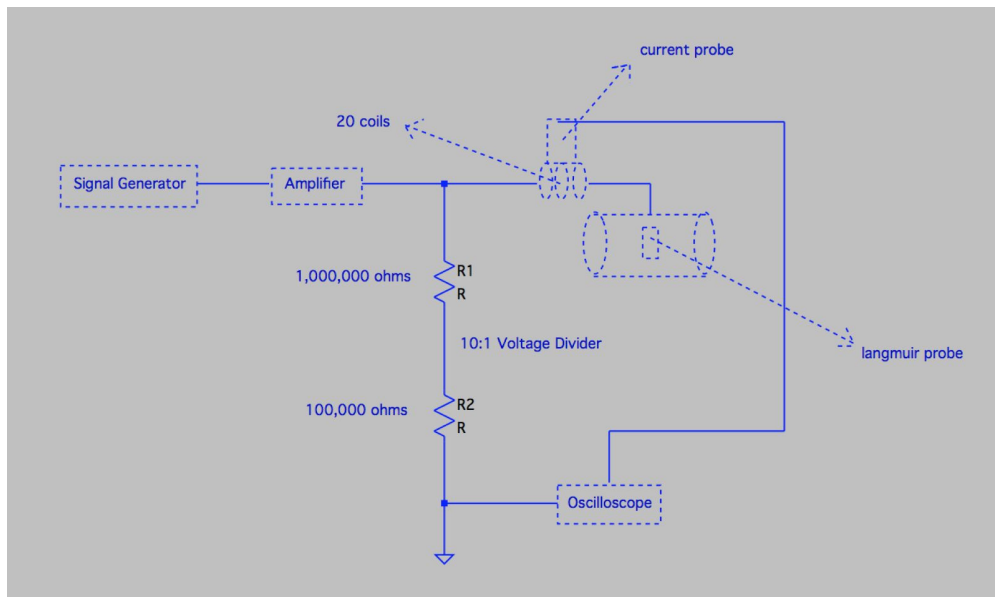 current probe
20 coils
Signal Generator
Amplifier
R1
1,000,000 ohms
R
10:1 Voltage Divider
langmuir probe
R2
100,000 ohms
R
Oscilloscope